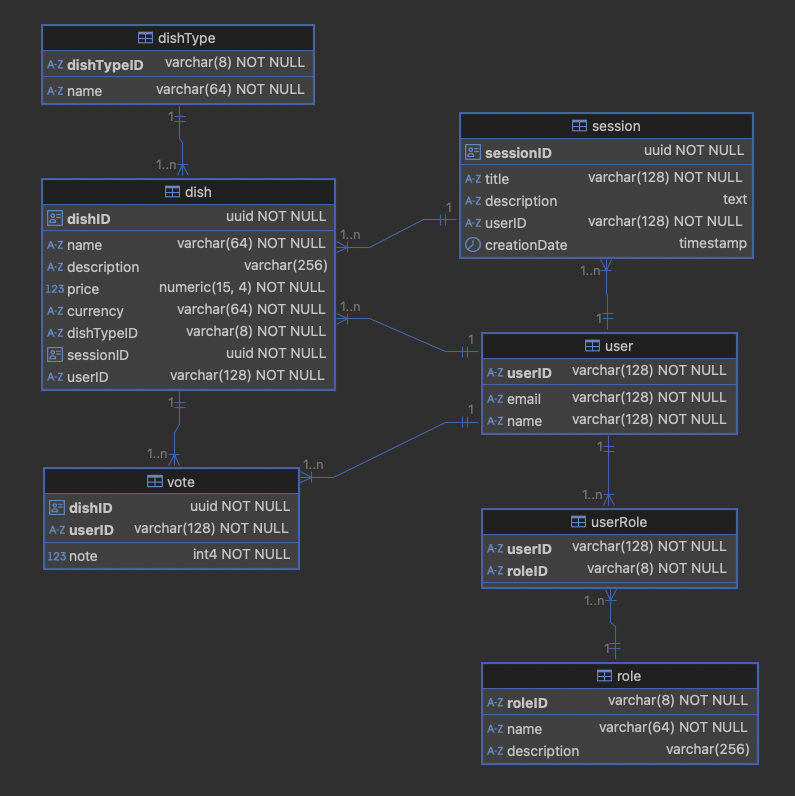 dishType
A-Z dishTypeID varchar(8) NOT NULL
A-Z name varchar(64) NOT NULL
1
1..n
session
sessionID uuid NOT NULL
A-Z title varchar(128) NOT NULL
A-Z description text
A-Z userID varchar(128) NOT NULL
creationDate timestamp
dish
dishID uuid NOT NULL
A-Z name varchar(64) NOT NULL
A-Z description varchar(256)
123 price numeric(15, 4) NOT NULL
A-Z currency varchar(64) NOT NULL
A-Z dishTypeID varchar(8) NOT NULL
sessionID uuid NOT NULL
A-Z userID varchar(128) NOT NULL
1
1..n
1..n
1..n
1
1
1
user
A-Z userID varchar(128) NOT NULL
A-Z email varchar(128) NOT NULL
A-Z name varchar(128) NOT NULL
1
1
1..n
1..n
vote
dishID uuid NOT NULL
A-Z userID varchar(128) NOT NULL
123 note int4 NOT NULL
1
1..n
userRole
A-Z userID varchar(128) NOT NULL
A-Z roleID varchar(8) NOT NULL
1..n
1
role
A-Z roleID varchar(8) NOT NULL
A-Z name varchar(64) NOT NULL
A-Z description varchar(256)